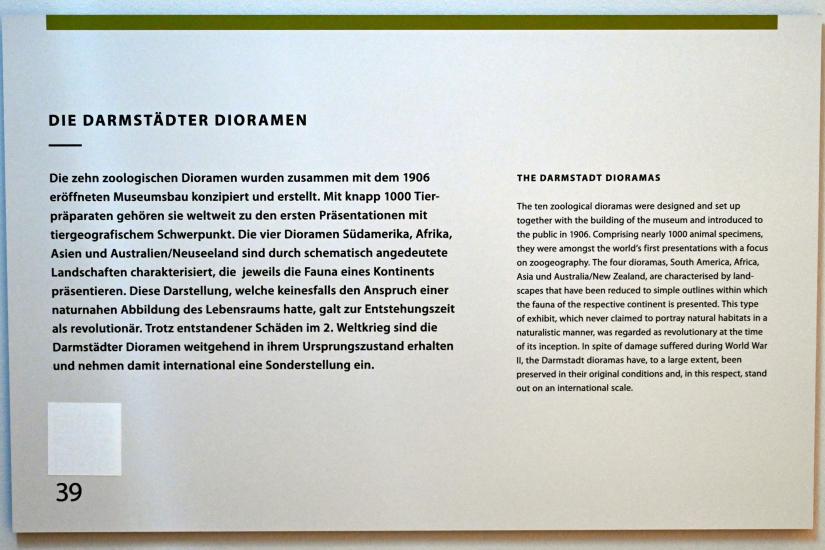 DIE DARMSTÄDTER DIORAMEN
Die zehn zoologischen Dioramen wurden zusammen mit dem 1906
eröffneten Museumsbau konzipiert und erstellt. Mit knapp 1000 Tier-
präparaten gehören sie weltweit zu den ersten Präsentationen mit
tiergeografischem Schwerpunkt. Die vier Dioramen Südamerika, Afrika,
Asien und Australien/Neuseeland sind durch schematisch angedeutete
Landschaften charakterisiert, die jeweils die Fauna eines Kontinents
präsentieren. Diese Darstellung, welche keinesfalls den Anspruch einer
naturnahen Abbildung des Lebensraums hatte, galt zur Entstehungszeit
als revolutionär. Trotz entstandener Schäden im 2. Weltkrieg sind die
Darmstädter Dioramen weitgehend in ihrem Ursprungszustand erhalten
und nehmen damit international eine Sonderstellung ein.
39
THE DARMSTADT DIORAMAS
The ten zoological dioramas were designed and set up
together with the building of the museum and introduced to
the public in 1906. Comprising nearly 1000 animal specimens,
they were amongst the world's first presentations with a focus
on zoogeography. The four dioramas, South America, Africa,
Asia und Australia/New Zealand, are characterised by land-
scapes that have been reduced to simple outlines within which
the fauna of the respective continent is presented. This type
of exhibit, which never claimed to portray natural habitats in a
naturalistic manner, was regarded as revolutionary at the time
of its inception. In spite of damage suffered during World War
II, the Darmstadt dioramas have, to a large extent, been
preserved in their original conditions and, in this respect, stand
out on an international scale.